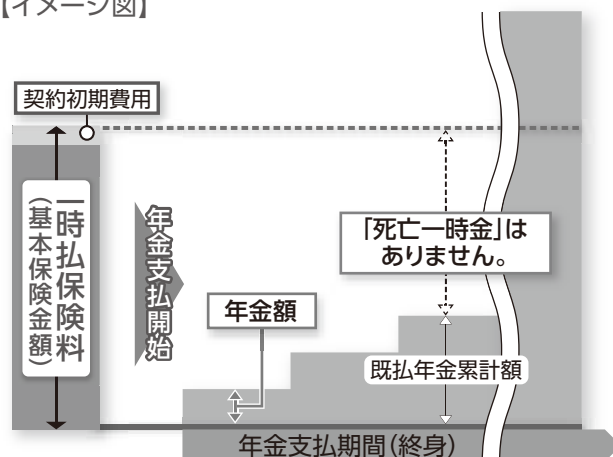 【イメージ図】
契約初期費用
一時払保険料
(基本保険金額)
年金支払開始
年金額
「死亡一時金」は
ありません。
既払年金累計額
年金支払期間(終身)